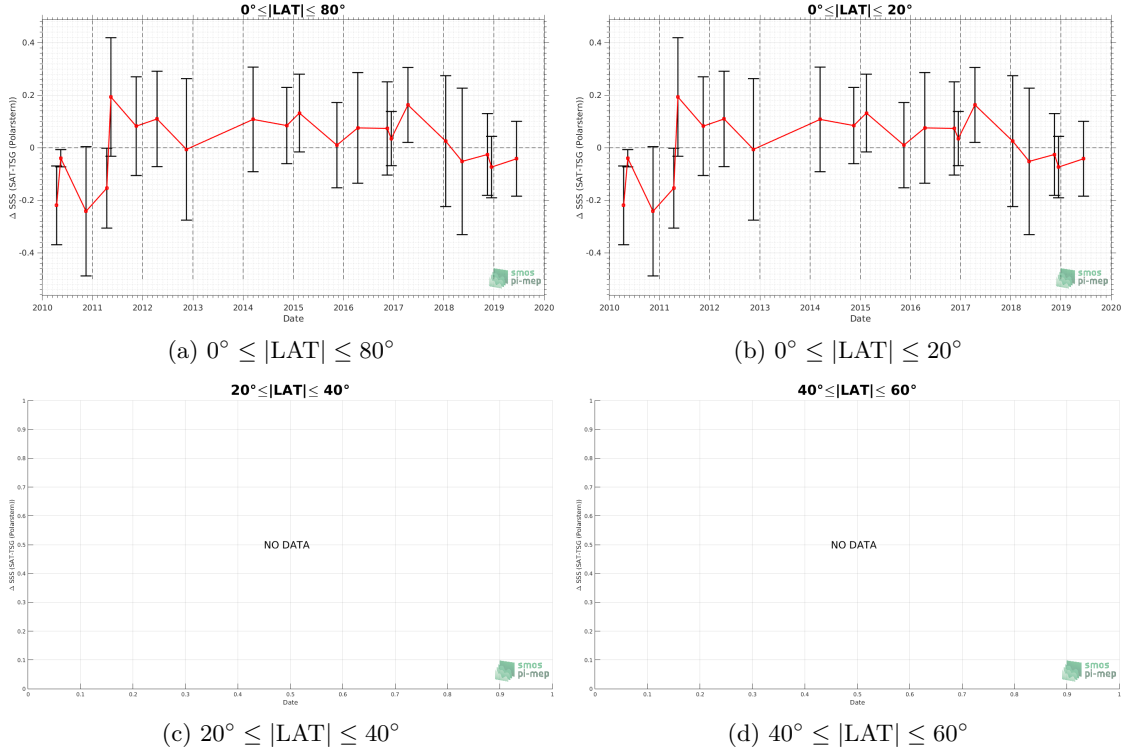 0°≤|LAT|≤ 80°
Δ SSS (SAT-TSG (Polarstern))
0.4
0.2
0
-0.2
-0.4
2010 2011 2012 2013 2014 2015 2016 2017 2018 2019 2020
Date
smos
pi-mep
(a) 0° ≤ |LAT| ≤ 80°
0°≤|LAT|≤ 20°
Δ SSS (SAT-TSG (Polarstern))
0.4
0.2
0
-0.2
-0.4
2010 2011 2012 2013 2014 2015 2016 2017 2018 2019 2020
Date
smos
pi-mep
(b) 0° ≤ |LAT| ≤ 20°
20°≤|LAT|≤ 40°
Δ SSS (SAT-TSG (Polarstern))
1
0.9
0.8
0.7
0.6
0.5
0.4
0.3
0.2
0.1
0
NO DATA
0 0.1 0.2 0.3 0.4 0.5 0.6 0.7 0.8 0.9 1
Date
smos
pi-mep
(c) 20° ≤ |LAT| ≤ 40°
40°≤|LAT|≤ 60°
Δ SSS (SAT-TSG (Polarstern))
1
0.9
0.8
0.7
0.6
0.5
0.4
0.3
0.2
0.1
0
NO DATA
0 0.1 0.2 0.3 0.4 0.5 0.6 0.7 0.8 0.9 1
Date
smos
pi-mep
(d) 40° ≤ |LAT| ≤ 60°